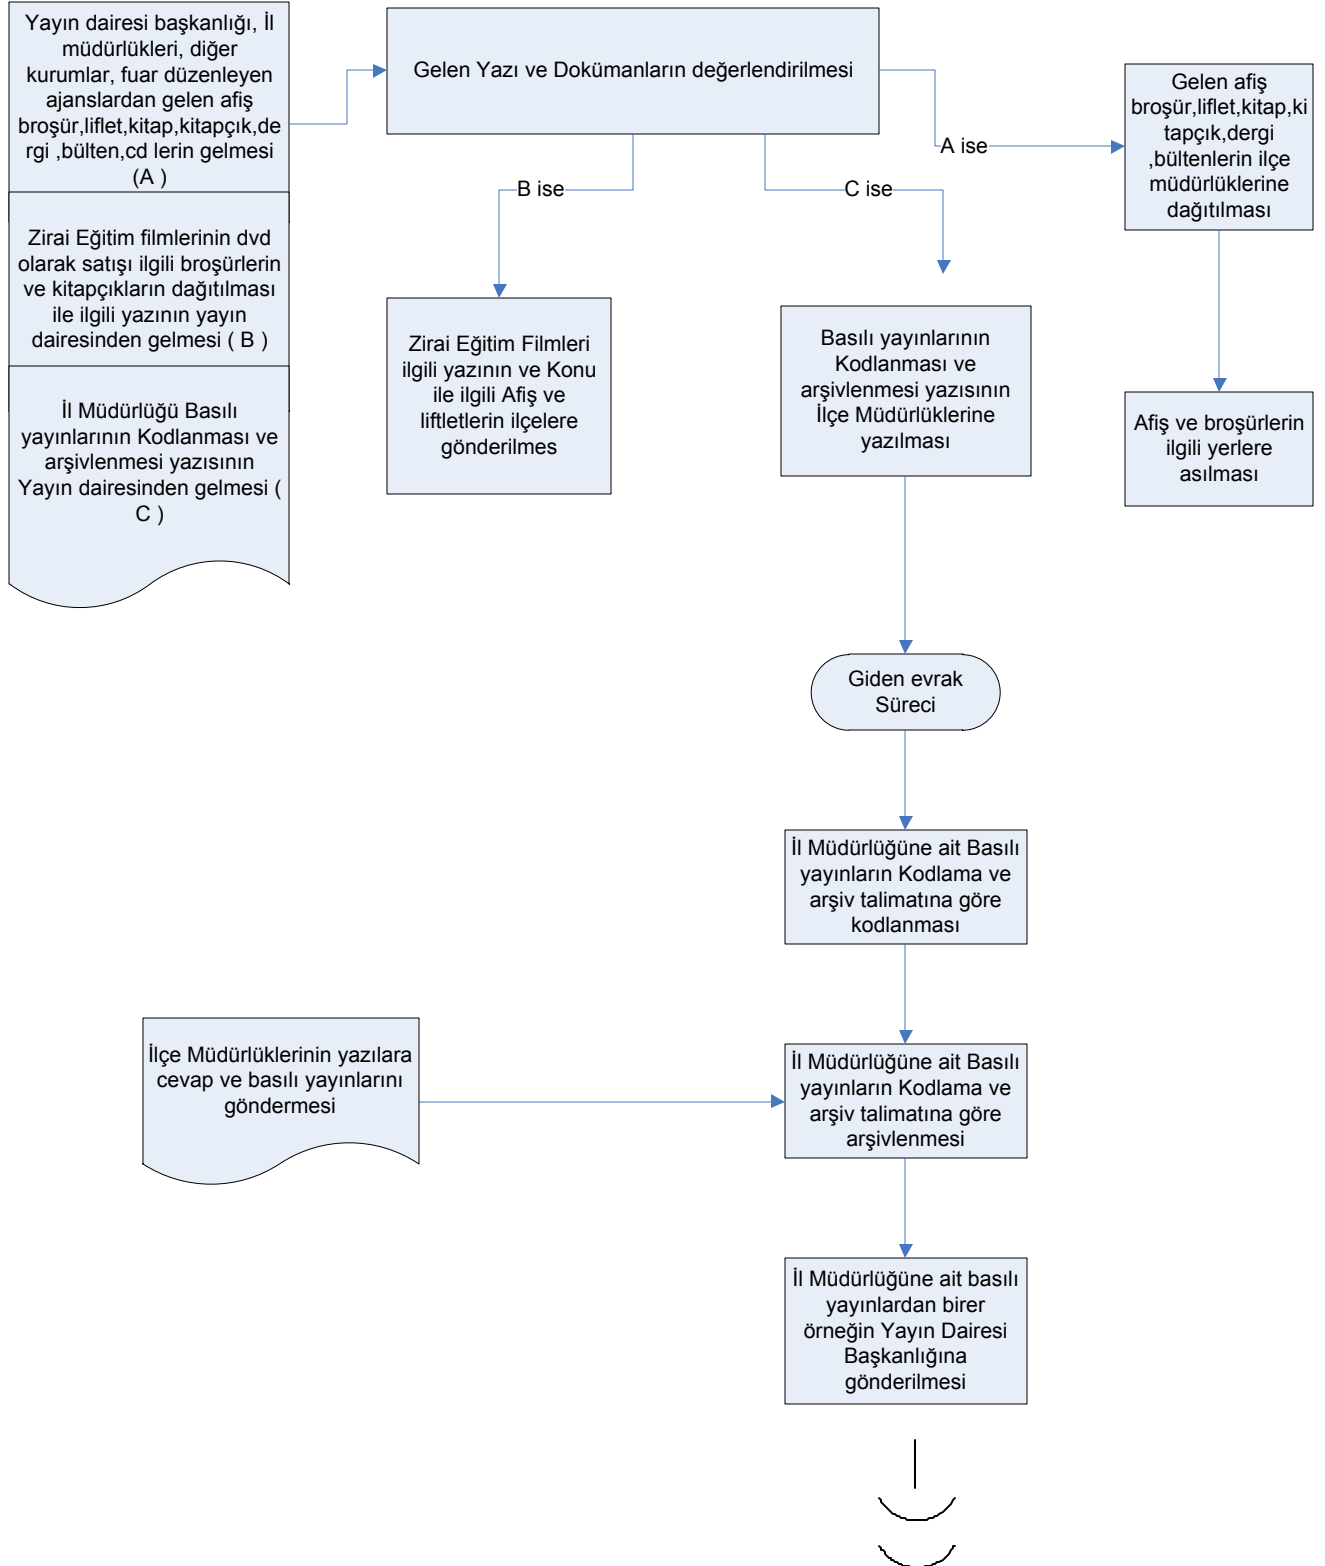 Yayın dairesi başkanlığı, İl
müdürlükleri, diğer
kurumlar, fuar düzenleyen
ajanslardan gelen afiş
broşür,liflet,kitap,kitapçık,de
rgi ,bülten,cd lerin gelmesi
(A )
Zirai Eğitim filmlerinin dvd
olarak satışı ilgili broşürlerin
ve kitapçıkların dağıtılması
ile ilgili yazının yayın
dairesinden gelmesi ( B )
İl Müdürlüğü Basılı
yayınlarının Kodlanması ve
arşivlenmesi yazısının
Yayın dairesinden gelmesi (
C )
Gelen Yazı ve Dokümanların değerlendirilmesi
B ise
C ise
A ise
Gelen afiş
broşür,liflet,kitap,ki
tapçık,dergi
,bültenlerin ilçe
müdürlüklerine
dağıtılması
Zirai Eğitim Filmleri
ilgili yazının ve Konu
ile ilgili Afiş ve
liftletlerin ilçelere
gönderilmes
Basılı yayınlarının
Kodlanması ve
arşivlenmesi yazısının
İlçe Müdürlüklerine
yazılması
Afiş ve broşürlerin
ilgili yerlere
asılması
Giden evrak
Süreci
İl Müdürlüğüne ait Basılı
yayınların Kodlama ve
arşiv talimatına göre
kodlanması
İlçe Müdürlüklerinin yazılara
cevap ve basılı yayınlarını
göndermesi
İl Müdürlüğüne ait Basılı
yayınların Kodlama ve
arşiv talimatına göre
arşivlenmesi
İl Müdürlüğüne ait basılı
yayınlardan birer
örneğin Yayın Dairesi
Başkanlığına
gönderilmesi